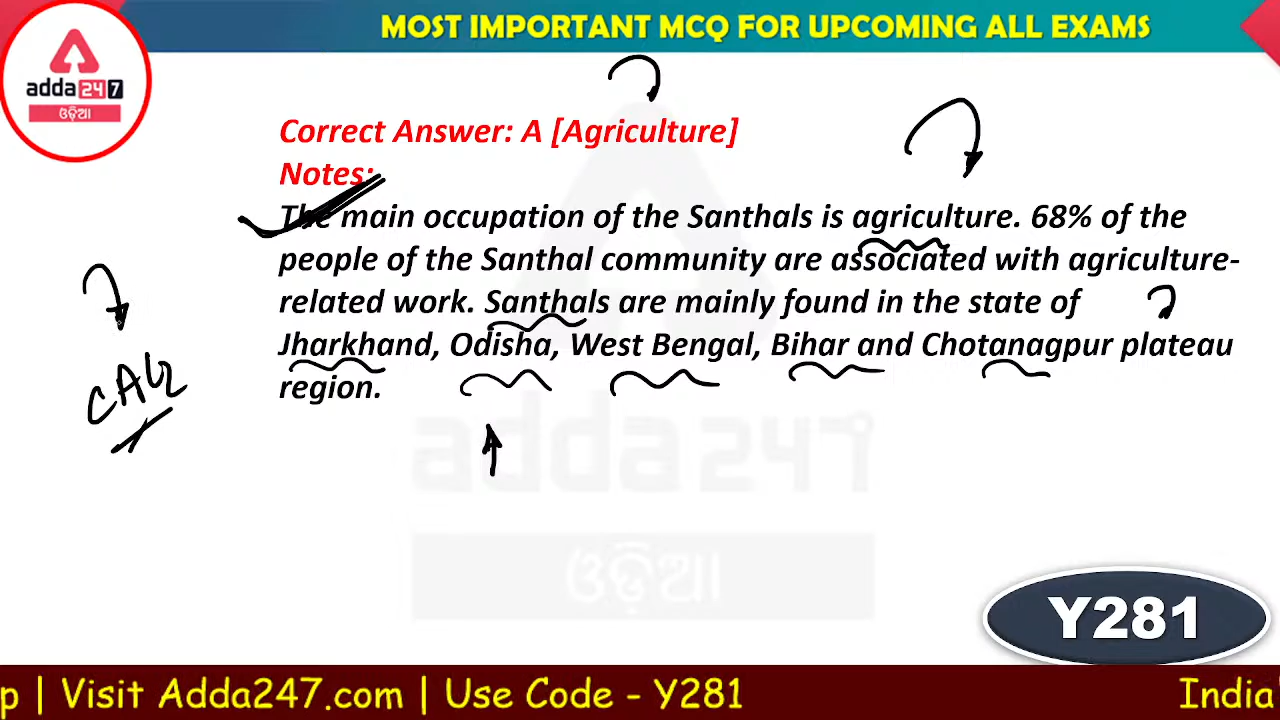 MOST IMPORTANT MCQ FOR UPCOMING ALL EXAMS
adda247
ଓଡ଼ିଆ
Correct Answer: A [Agriculture]
Notes:
The main occupation of the Santhals is agriculture. 68% of the
people of the Santhal community are associated with agriculture-
related work. Santhals are mainly found in the state of
Jharkhand, Odisha, West Bengal, Bihar and Chotanagpur plateau
region.
adda247
ଓଡ଼ିଆ
Y281
p | Visit Adda247.com | Use Code - Y281
India